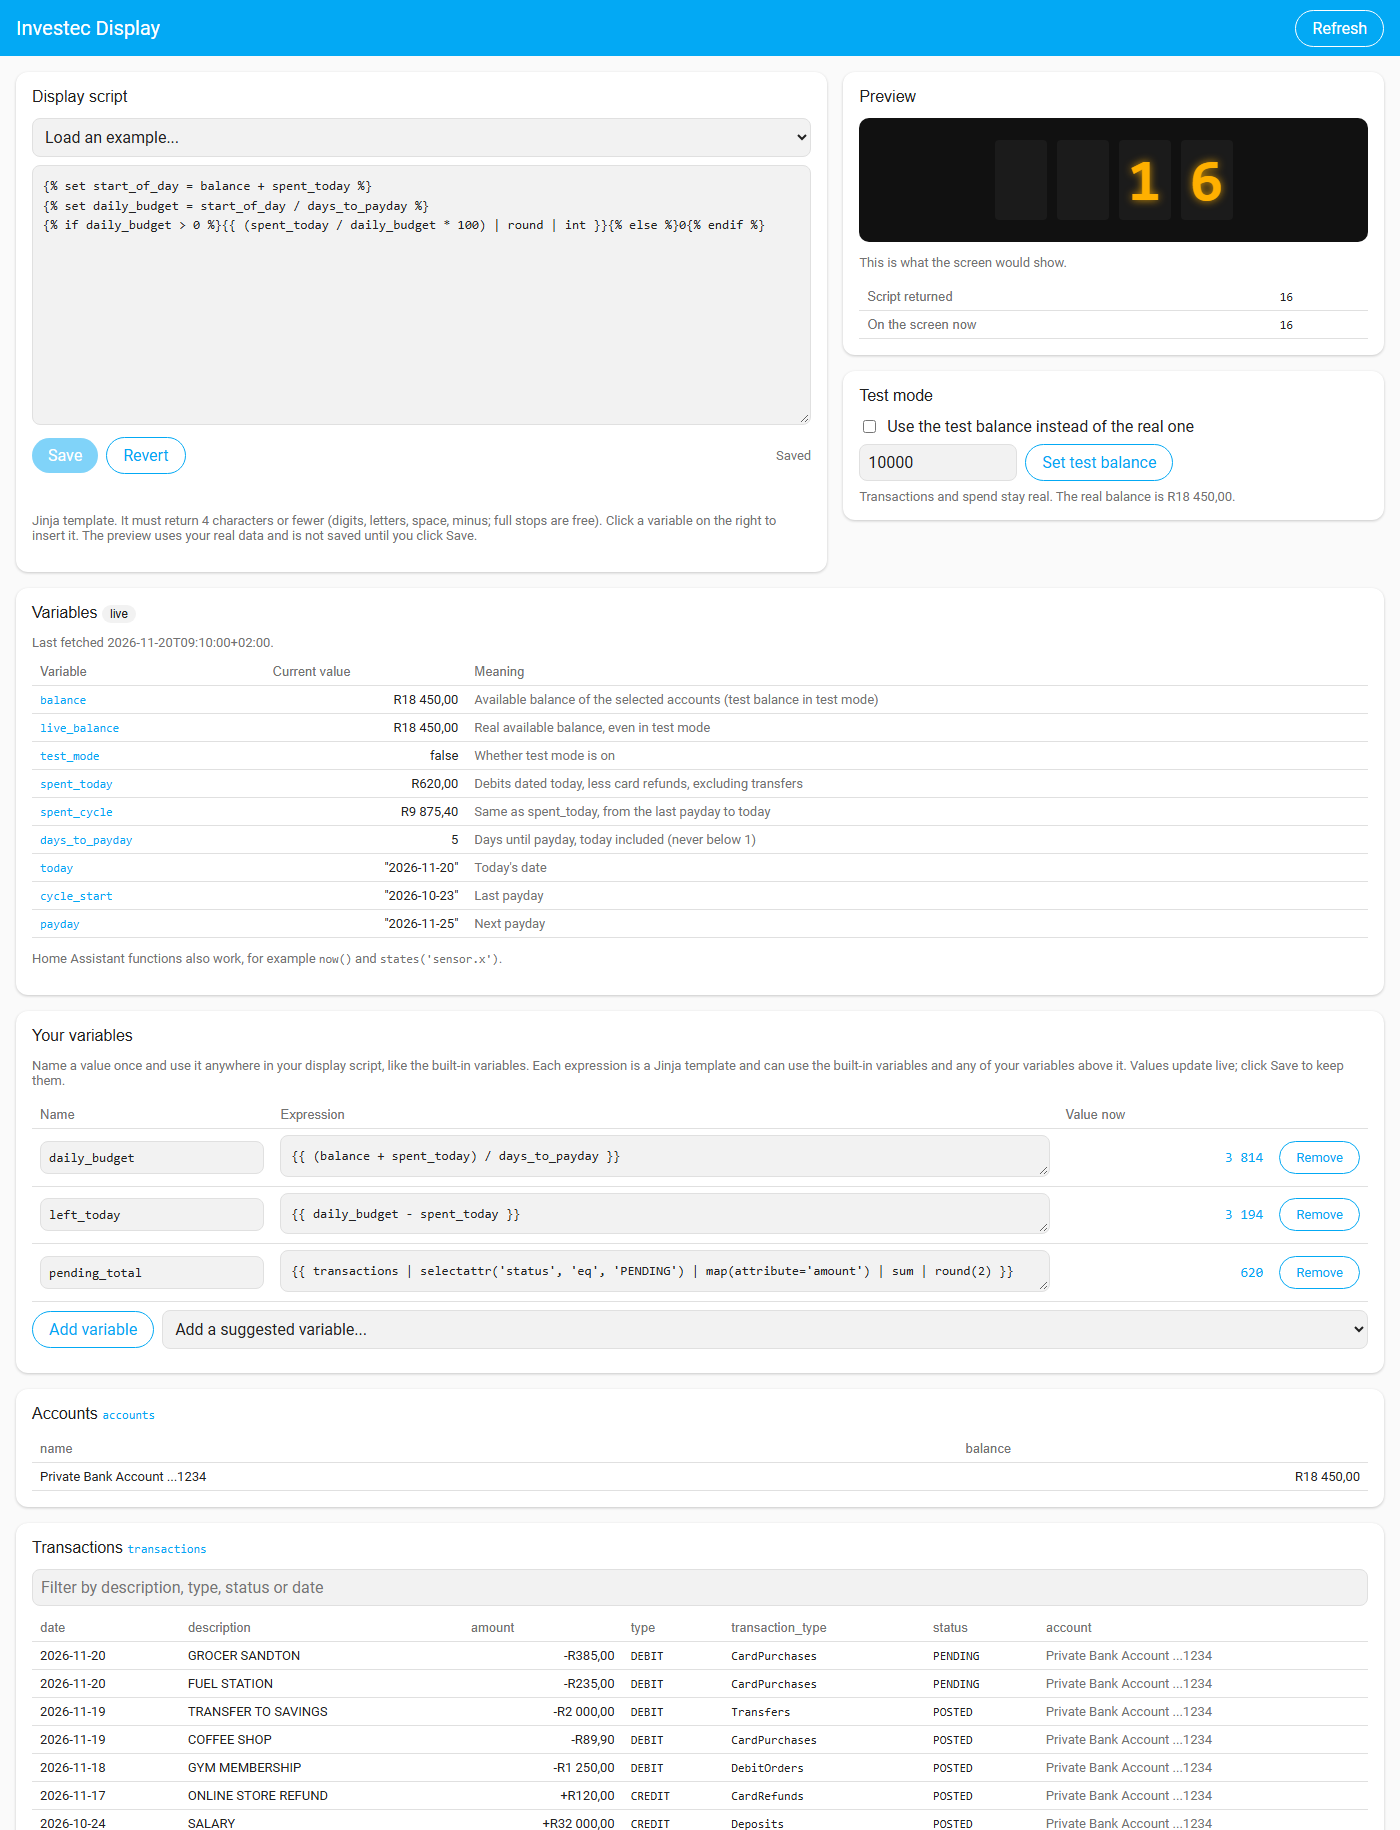 Investec Display
Refresh
Display script
Load an example...
{% set start_of_day = balance + spent_today %}
{% set daily_budget = start_of_day / days_to_payday %}
{% if daily_budget > 0 %}{{ (spent_today / daily_budget * 100) | round | int }}{% else %}0{% endif %}
Save
Revert
Saved
Jinja template. It must return 4 characters or fewer (digits, letters, space, minus; full stops are free). Click a variable on the right to
insert it. The preview uses your real data and is not saved until you click Save.
Preview
16
This is what the screen would show.
Script returned 16
On the screen now 16
Test mode
Use the test balance instead of the real one
10000
Set test balance
Transactions and spend stay real. The real balance is R18 450,00.
Variables live
Last fetched 2026-11-20T09:10:00+02:00.
Variable Current value Meaning
balance R18 450,00 Available balance of the selected accounts (test balance in test mode)
live_balance R18 450,00 Real available balance, even in test mode
test_mode false Whether test mode is on
spent_today R620,00 Debits dated today, less card refunds, excluding transfers
spent_cycle R9 875,40 Same as spent_today, from the last payday to today
days_to_payday 5 Days until payday, today included (never below 1)
today "2026-11-20" Today's date
cycle_start "2026-10-23" Last payday
payday "2026-11-25" Next payday
Home Assistant functions also work, for example now() and states('sensor.x').
Your variables
Name a value once and use it anywhere in your display script, like the built-in variables. Each expression is a Jinja template and can use the built-in variables and any of your variables above it. Values update live; click Save to keep
them.
Name Expression Value now
daily_budget {{ (balance + spent_today) / days_to_payday }} 3 814 Remove
left_today {{ daily_budget - spent_today }} 3 194 Remove
pending_total {{ transactions | selectattr('status', 'eq', 'PENDING') | map(attribute='amount') | sum | round(2) }} 620 Remove
Add variable
Add a suggested variable...
Accounts accounts
name balance
Private Bank Account ...1234 R18 450,00
Transactions transactions
Filter by description, type, status or date
date description amount type transaction_type status account
2026-11-20 GROCER SANDTON -R385,00 DEBIT CardPurchases PENDING Private Bank Account ...1234
2026-11-20 FUEL STATION -R235,00 DEBIT CardPurchases PENDING Private Bank Account ...1234
2026-11-19 TRANSFER TO SAVINGS -R2 000,00 DEBIT Transfers POSTED Private Bank Account ...1234
2026-11-19 COFFEE SHOP -R89,90 DEBIT CardPurchases POSTED Private Bank Account ...1234
2026-11-18 GYM MEMBERSHIP -R1 250,00 DEBIT DebitOrders POSTED Private Bank Account ...1234
2026-11-17 ONLINE STORE REFUND +R120,00 CREDIT CardRefunds POSTED Private Bank Account ...1234
2026-10-24 SALARY +R32 000,00 CREDIT Deposits POSTED Private Bank Account ...1234